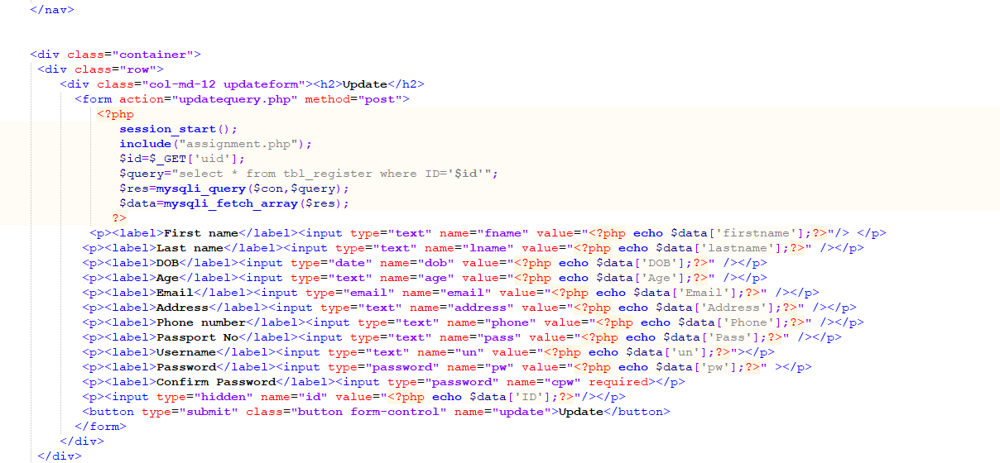 </nav>
<div class="container">
<div class="row">
<div class="col-md-12 updateform"><h2>Update</h2>
<form action="updatequery.php" method="post">
<?php
session_start();
include("assignment.php");
$id=$_GET['uid'];
$query="select * from tbl_register where ID='$id'";
$res=mysqli_query($con,$query);
$data=mysqli_fetch_array($res);
?>
<p><label>First name</label><input type="text" name="fname" value="<?php echo $data['firstname'];?>"/> </p>
<p><label>Last name</label><input type="text" name="lname" value="<?php echo $data['lastname'];?>" /></p>
<p><label>DOB</label><input type="date" name="dob" value="<?php echo $data['DOB'];?>" /></p>
<p><label>Age</label><input type="text" name="age" value="<?php echo $data['Age'];?>" /></p>
<p><label>Email</label><input type="email" name="email" value="<?php echo $data['Email'];?>" /></p>
<p><label>Address</label><input type="text" name="address" value="<?php echo $data['Address'];?>" /></p>
<p><label>Phone number</label><input type="text" name="phone" value="<?php echo $data['Phone'];?>" /></p>
<p><label>Passport No</label><input type="text" name="pass" value="<?php echo $data['Pass'];?>" /></p>
<p><label>Username</label><input type="text" name="un" value="<?php echo $data['un'];?>"></p>
<p><label>Password</label><input type="password" name="pw" value="<?php echo $data['pw'];?>" ></p>
<p><label>Confirm Password</label><input type="password" name="cpw" required></p>
<p><input type="hidden" name="id" value="<?php echo $data['ID'];?>"/></p>
<button type="submit" class="button form-control" name="update">Update</button>
</form>
</div>
</div>